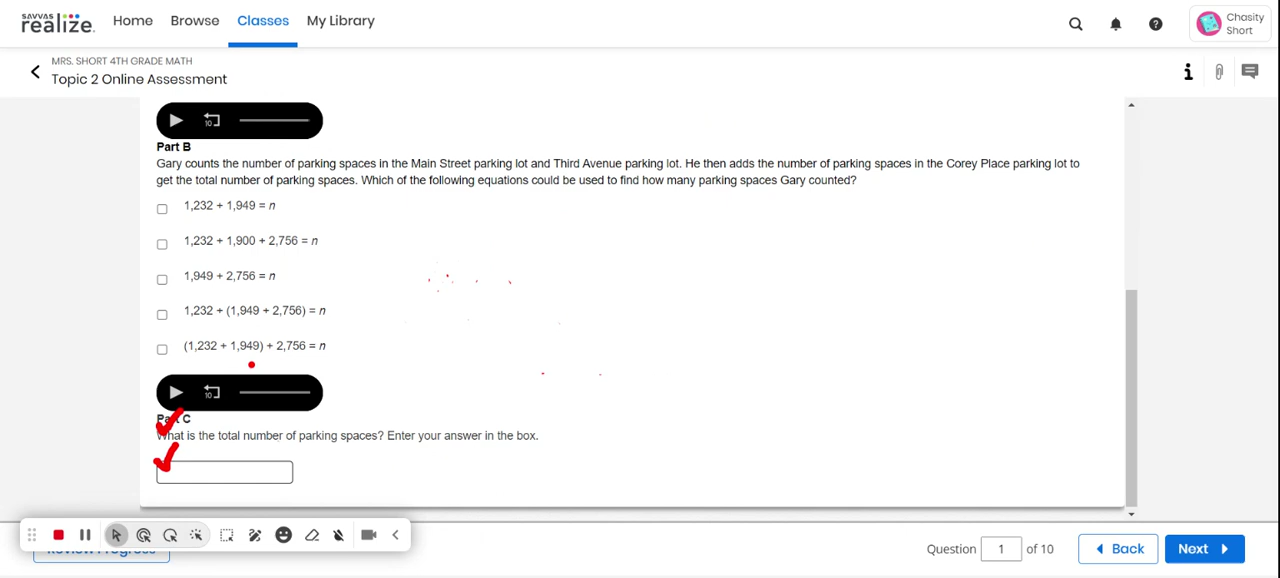 SAVVAS
realize.
Home
Browse
Classes
My Library
Chasity
Short
MRS. SHORT 4TH GRADE MATH
Topic 2 Online Assessment
10
Part B
Gary counts the number of parking spaces in the Main Street parking lot and Third Avenue parking lot. He then adds the number of parking spaces in the Corey Place parking lot to
get the total number of parking spaces. Which of the following equations could be used to find how many parking spaces Gary counted?
1,232 + 1,949 = n
1,232 + 1,900 + 2,756 = n
1,949 + 2,756 = n
1,232 + (1,949 + 2,756) = n
(1,232 + 1,949) + 2,756 = n
10
Part C
What is the total number of parking spaces? Enter your answer in the box.
Review Progress
Question 1 of 10
Back
Next